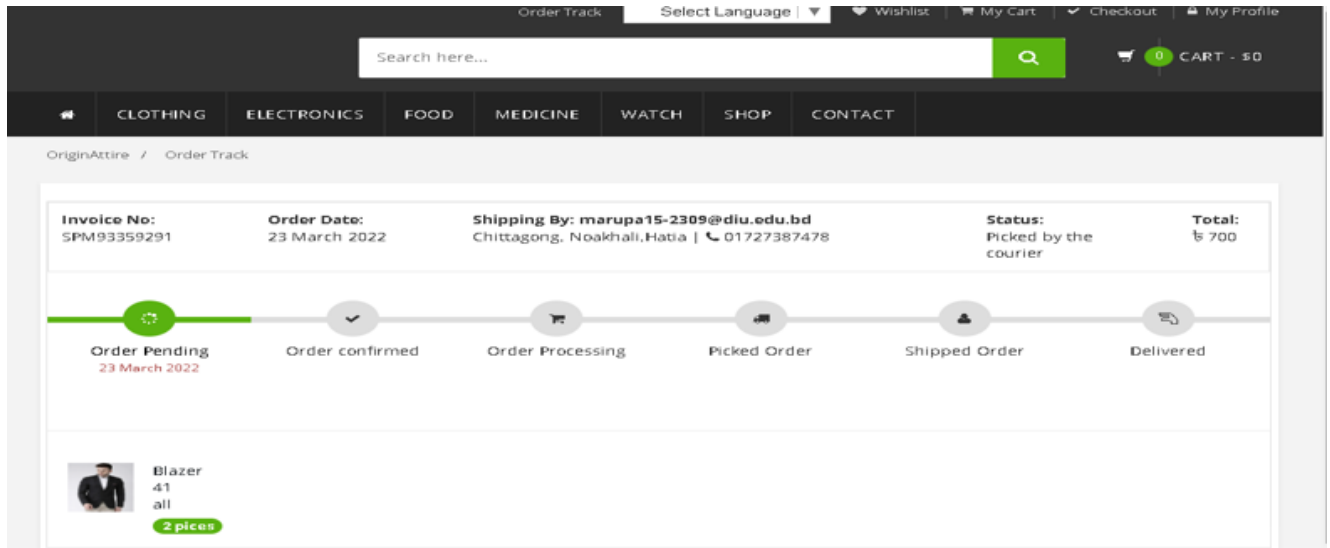 Order Track Select Language ▼ Wishlist My Cart Checkout My Profile
Search here... 0 CART - $0
CLOTHING ELECTRONICS FOOD MEDICINE WATCH SHOP CONTACT
OriginAttire / Order Track
Invoice No: Order Date: Shipping By: marupa15-2309@diu.edu.bd Status: Total:
SPM93359291 23 March 2022 Chittagong, Noakhali,Hatia | 01727387478 Picked by the ৳ 700
courier
Order Pending Order confirmed Order Processing Picked Order Shipped Order Delivered
23 March 2022
Blazer
41
all
2 pices